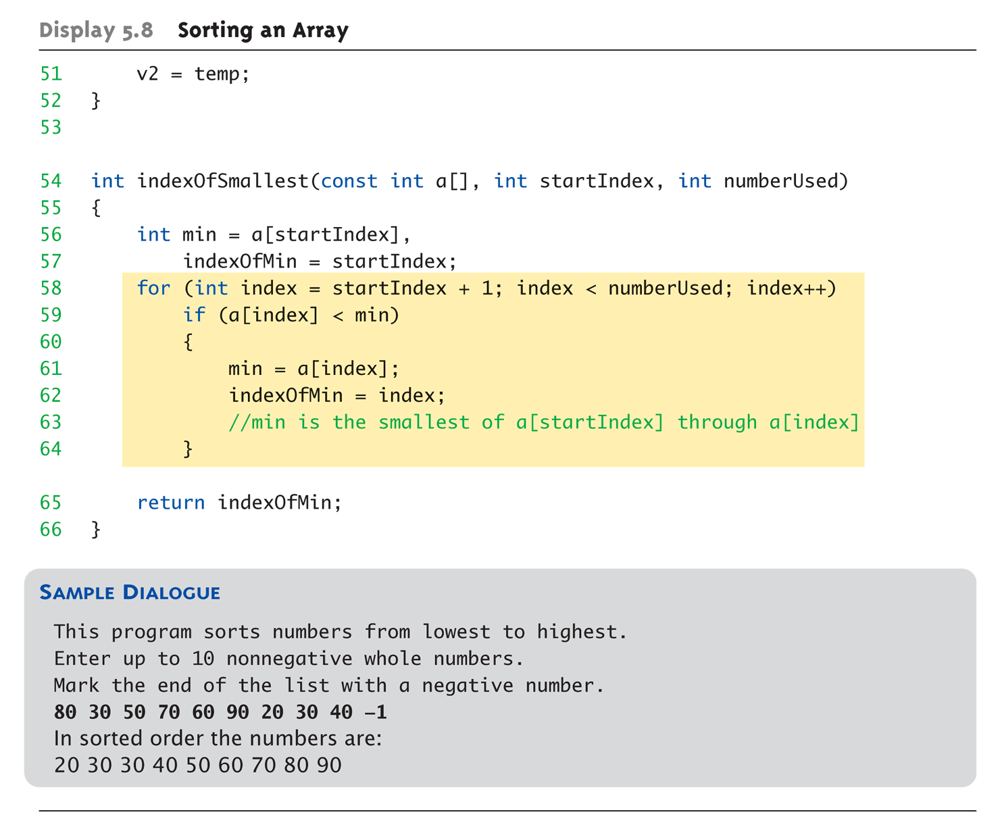 Display 5.8 Sorting an Array
51 v2 = temp;
52 }
53
54 int indexOfSmallest(const int a[], int startIndex, int numberUsed)
55 {
56 int min = a[startIndex],
57 indexOfMin = startIndex;
58 for (int index = startIndex + 1; index < numberUsed; index++)
59 if (a[index] < min)
60 {
61 min = a[index];
62 indexOfMin = index;
63 //min is the smallest of a[startIndex] through a[index]
64 }
65 return indexOfMin;
66 }
SAMPLE DIALOGUE
This program sorts numbers from lowest to highest.
Enter up to 10 nonnegative whole numbers.
Mark the end of the list with a negative number.
80 30 50 70 60 90 20 30 40 –1
In sorted order the numbers are:
20 30 30 40 50 60 70 80 90